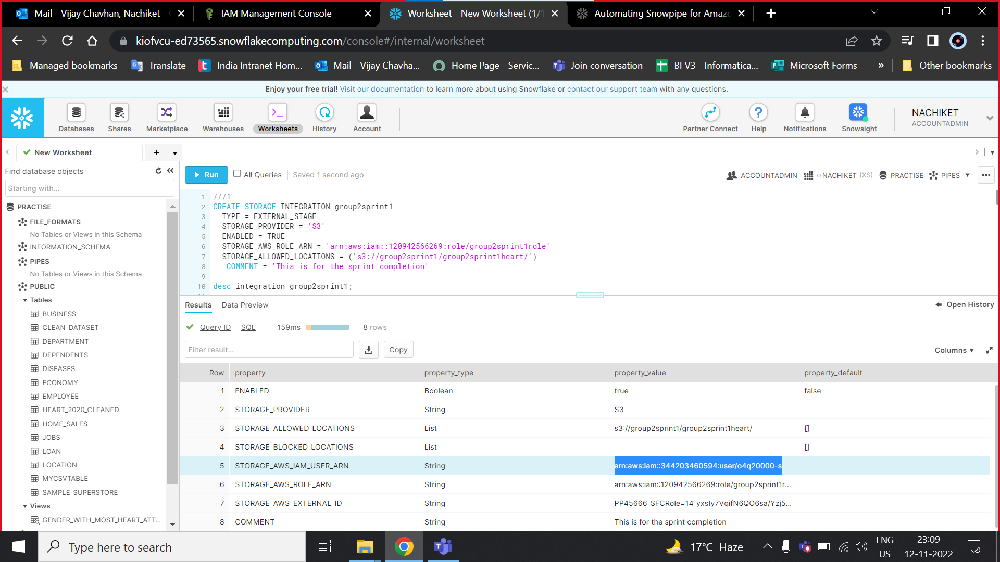 Mail - Vijay Chavhan, Nachiket -
IAM Management Console
Worksheet - New Worksheet (1/1
Automating Snowpipe for Amazo
kiofvcu-ed73565.snowflakecomputing.com/console#/internal/worksheet
Managed bookmarks
Translate
India Intranet Hom...
Mail - Vijay Chavha...
Home Page - Servic...
Join conversation
BI V3 - Informatica...
Microsoft Forms
»
Other bookmarks
Enjoy your free trial! Visit our documentation to learn more about using Snowflake or contact our support team with any questions.
Databases
Shares
Marketplace
Warehouses
Worksheets
History
Account
Partner Connect
Help
Notifications
Snowsight
NACHIKET
ACCOUNTADMIN
New Worksheet
Find database objects
Starting with...
Run
All Queries
Saved 1 second ago
ACCOUNTADMIN
NACHIKET (XS)
PRACTISE
PIPES
PRACTISE
FILE_FORMATS
No Tables or Views in this Schema
INFORMATION_SCHEMA
PIPES
No Tables or Views in this Schema
PUBLIC
Tables
BUSINESS
CLEAN_DATASET
DEPARTMENT
DEPENDENTS
DISEASES
ECONOMY
EMPLOYEE
HEART_2020_CLEANED
HOME_SALES
JOBS
LOAN
LOCATION
MYCSVTABLE
SAMPLE_SUPERSTORE
Views
GENDER_WITH_MOST_HEART_ATT...
1 ///1
2 CREATE STORAGE INTEGRATION group2sprint1
3 TYPE = EXTERNAL_STAGE
4 STORAGE_PROVIDER = 'S3'
5 ENABLED = TRUE
6 STORAGE_AWS_ROLE_ARN = 'arn:aws:iam::120942566269:role/group2sprint1role'
7 STORAGE_ALLOWED_LOCATIONS = ('s3://group2sprint1/group2sprint1heart/')
8 COMMENT = 'This is for the sprint completion'
9
10 desc integration group2sprint1;
Results
Data Preview
Open History
Query ID
SQL
159ms
8 rows
Filter result...
Copy
Columns
Row property property_type property_value property_default
1 ENABLED Boolean true false
2 STORAGE_PROVIDER String S3
3 STORAGE_ALLOWED_LOCATIONS List s3://group2sprint1/group2sprint1heart/ []
4 STORAGE_BLOCKED_LOCATIONS List []
5 STORAGE_AWS_IAM_USER_ARN String arn:aws:iam::344203460594:user/o4q20000-s
6 STORAGE_AWS_ROLE_ARN String arn:aws:iam::120942566269:role/group2sprint1r...
7 STORAGE_AWS_EXTERNAL_ID String PP45666_SFCRole=14_yxsIy7VqifN6QO6sa/Yzj5...
8 COMMENT String This is for the sprint completion
Type here to search
17°C Haze
ENG
US
23:09
12-11-2022